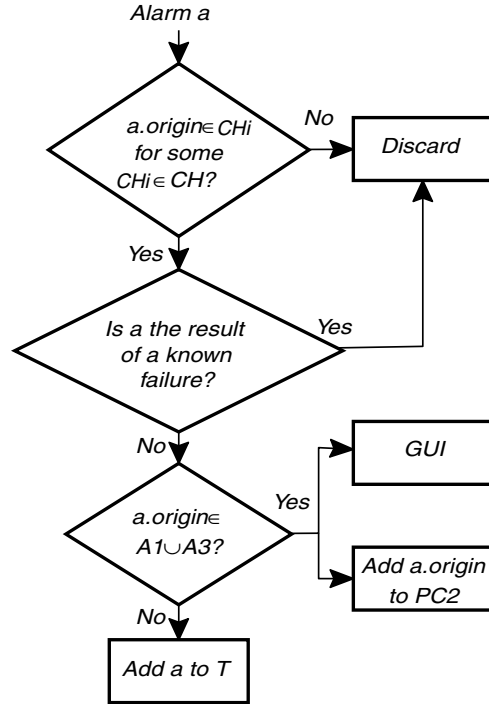 Alarm a
a.origin∈ CHi
for some
CHi∈ CH?
No
Discard
Yes
Is a the result
of a known
failure?
Yes
No
GUI
Yes
a.origin∈
A1∪A3?
Add a.origin
to PC2
No
Add a to T